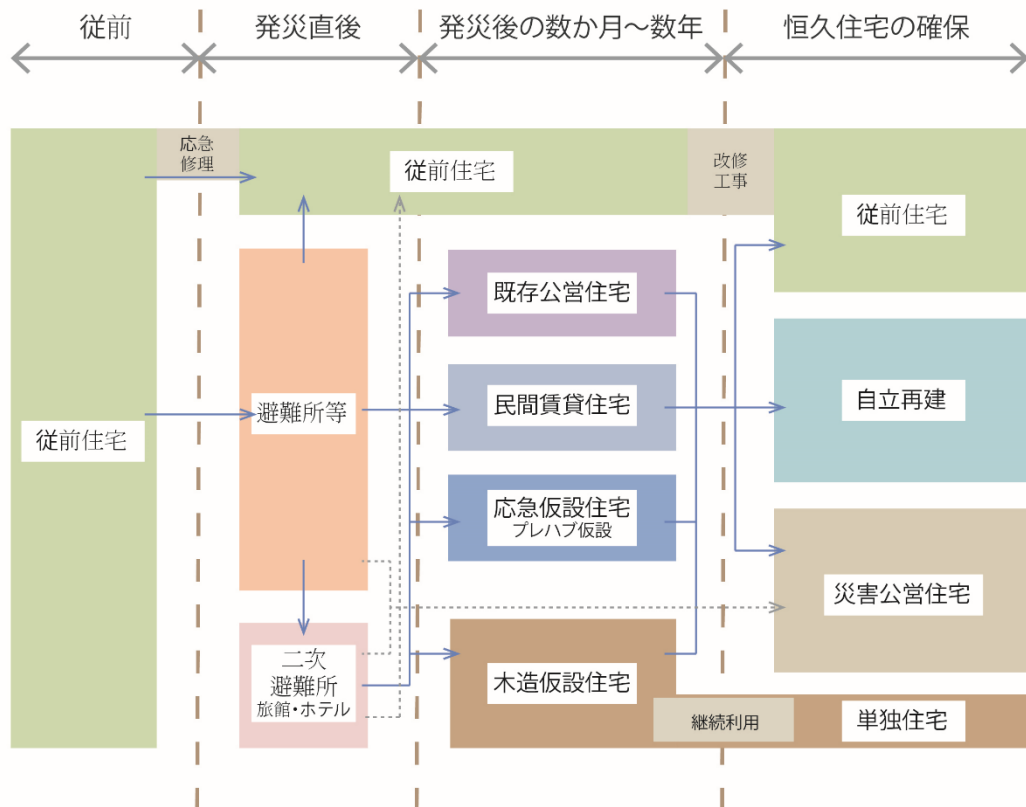 従前
発災直後
発災後の数か月～数年
恒久住宅の確保
応急
修理
従前住宅
改修
工事
従前住宅
既存公営住宅
民間賃貸住宅
自立再建
避難所等
従前住宅
応急仮設住宅
プレハブ仮設
災害公営住宅
二次
避難所
旅館・ホテル
木造仮設住宅
継続利用
単独住宅